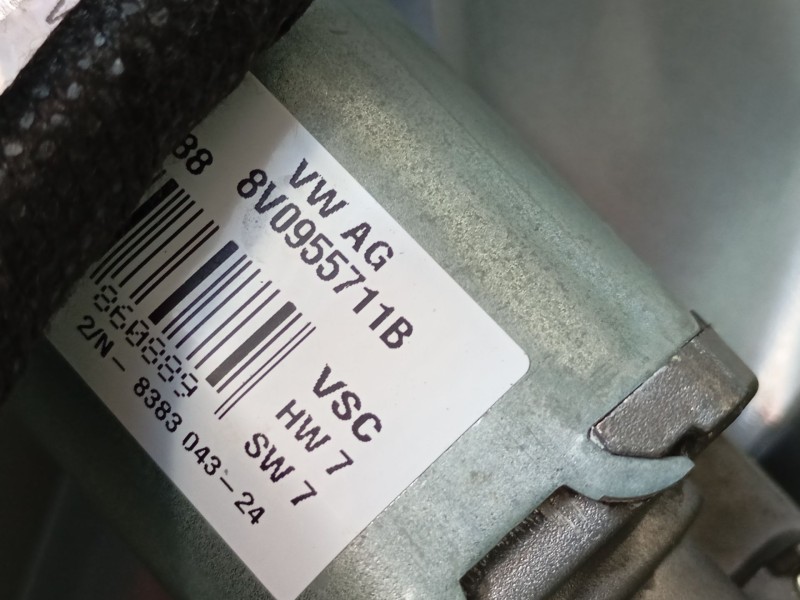 VW AG
88 8V0955711B
VSC
HW 7
SW 7
860889
2/N - 8383 043-24